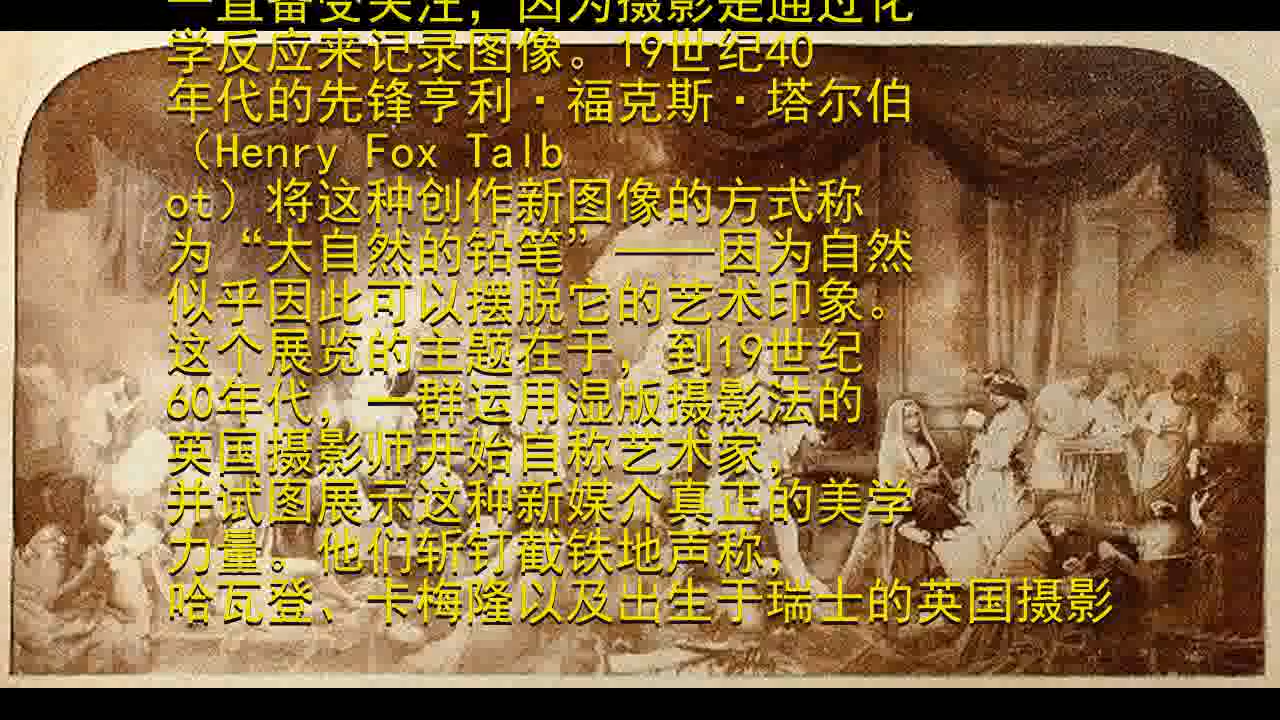 一直备受关注，因为摄影是通过化
学反应来记录图像。19世纪40
年代的先锋亨利·福克斯·塔尔伯
（Henry Fox Talb
ot）将这种创作新图像的方式称
为“大自然的铅笔”——因为自然
似乎因此可以摆脱它的艺术印象。
这个展览的主题在于，到19世纪
60年代，一群运用湿版摄影法的
英国摄影师开始自称艺术家，
并试图展示这种新媒介真正的美学
力量。他们斩钉截铁地声称，
哈瓦登、卡梅隆以及出生于瑞士的英国摄影